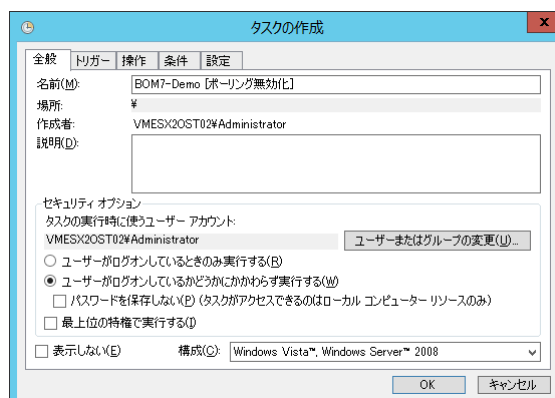 タスクの作成
x
全般 トリガー 操作 条件 設定
名前(M): BOM7-Demo [ポーリング無効化]
場所: ¥
作成者: VMESX2OST02¥Administrator
説明(D):
セキュリティ オプション
タスクの実行時に使うユーザー アカウント:
VMESX2OST02¥Administrator ユーザーまたはグループの変更(U)...
ユーザーがログオンしているときのみ実行する(R)
ユーザーがログオンしているかどうかにかかわらず実行する(W)
パスワードを保存しない(P) (タスクがアクセスできるのはローカル コンピューター リソースのみ)
最上位の特権で実行する(I)
表示しない(E) 構成(C): Windows Vista™, Windows Server™ 2008
OK キャンセル